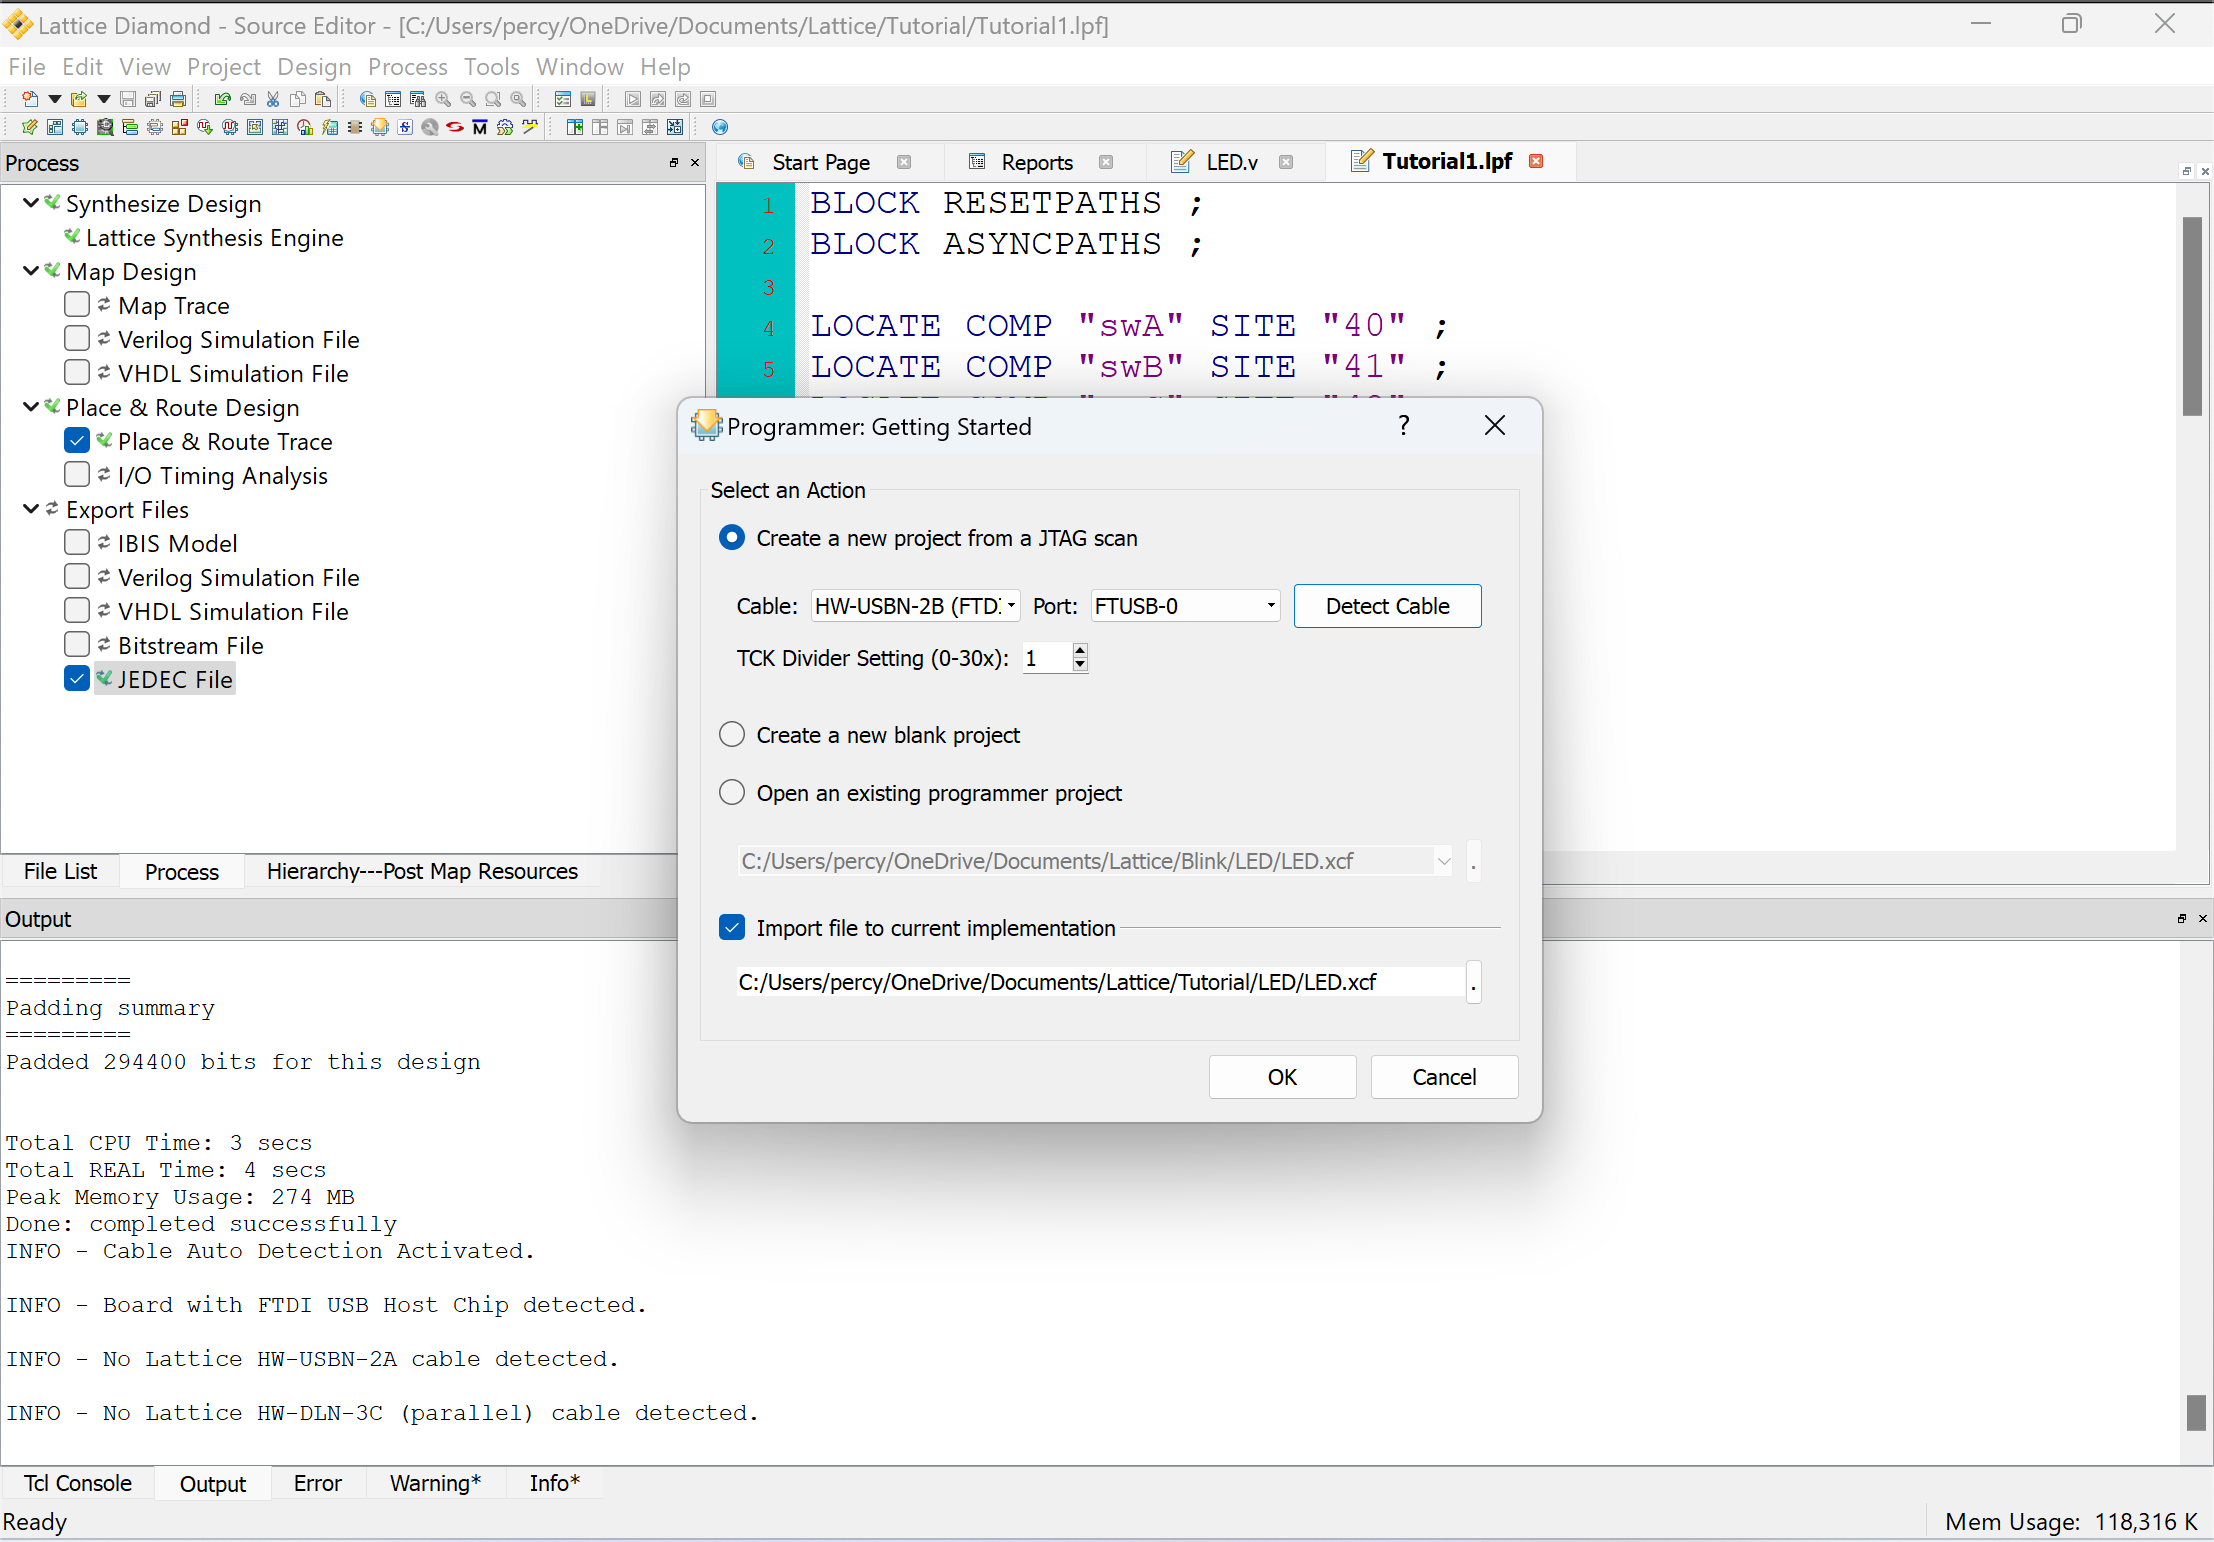 Lattice Diamond - Source Editor - [C:/Users/percy/OneDrive/Documents/Lattice/Tutorial/Tutorial1.lpf]
File Edit View Project Design Process Tools Window Help
Process
Start Page
Reports
LED.v
Tutorial1.lpf
Synthesize Design
Lattice Synthesis Engine
Map Design
Map Trace
Verilog Simulation File
VHDL Simulation File
Place & Route Design
Place & Route Trace
I/O Timing Analysis
Export Files
IBIS Model
Verilog Simulation File
VHDL Simulation File
Bitstream File
JEDEC File
1 BLOCK RESETPATHS ;
2 BLOCK ASYNCPATHS ;
3
4 LOCATE COMP "swA" SITE "40" ;
5 LOCATE COMP "swB" SITE "41" ;
Programmer: Getting Started
?
Select an Action
Create a new project from a JTAG scan
Cable: HW-USBN-2B (FTD Port: FTUSB-0 Detect Cable
TCK Divider Setting (0-30x): 1
Create a new blank project
Open an existing programmer project
C:/Users/percy/OneDrive/Documents/Lattice/Blink/LED/LED.xcf .
Import file to current implementation
C:/Users/percy/OneDrive/Documents/Lattice/Tutorial/LED/LED.xcf .
OK Cancel
File List Process Hierarchy---Post Map Resources
Output
=========
Padding summary
=========
Padded 294400 bits for this design
Total CPU Time: 3 secs
Total REAL Time: 4 secs
Peak Memory Usage: 274 MB
Done: completed successfully
INFO - Cable Auto Detection Activated.
INFO - Board with FTDI USB Host Chip detected.
INFO - No Lattice HW-USBN-2A cable detected.
INFO - No Lattice HW-DLN-3C (parallel) cable detected.
Tcl Console Output Error Warning* Info*
Ready
Mem Usage: 118,316 K